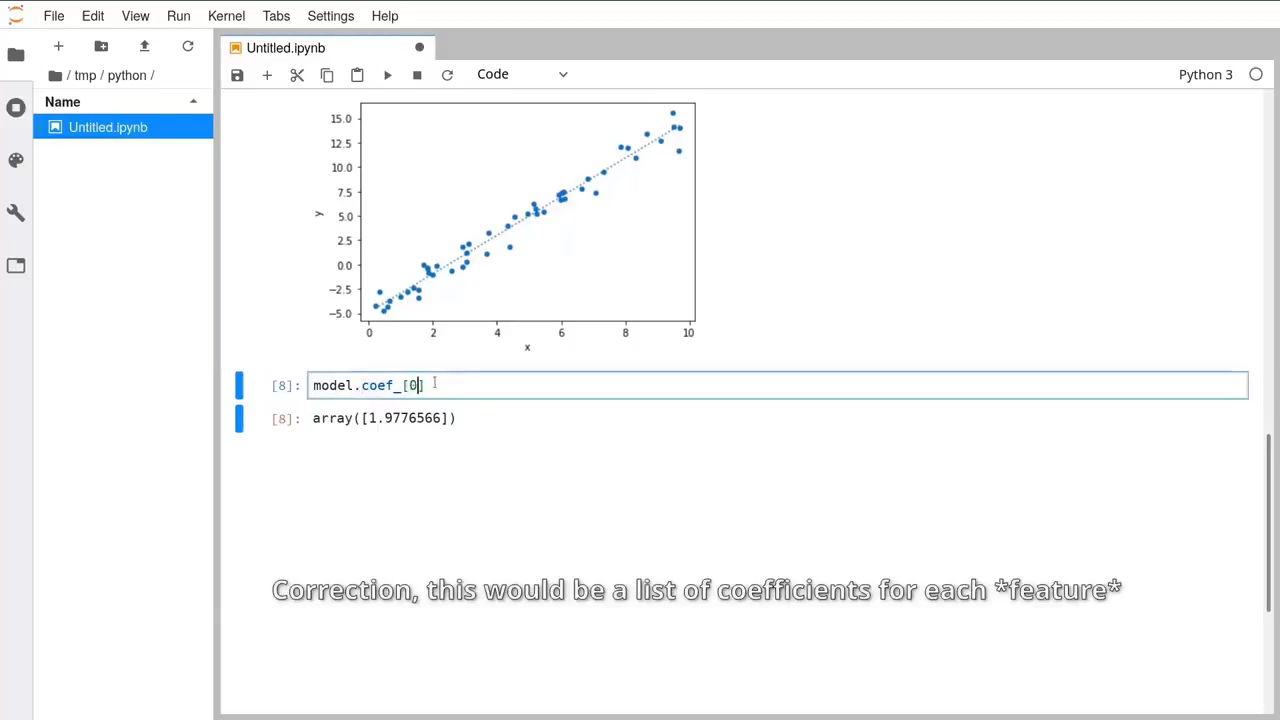 File Edit View Run Kernel Tabs Settings Help
/ tmp / python /
Name
Untitled.ipynb
Untitled.ipynb
Code
Python 3
15.0
12.5
10.0
7.5
5.0
2.5
0.0
−2.5
−5.0
y
0 2 4 6 8 10
x
[8]: model.coef_[0]
[8]: array([1.9776566])
Correction, this would be a list of coefficients for each *feature*